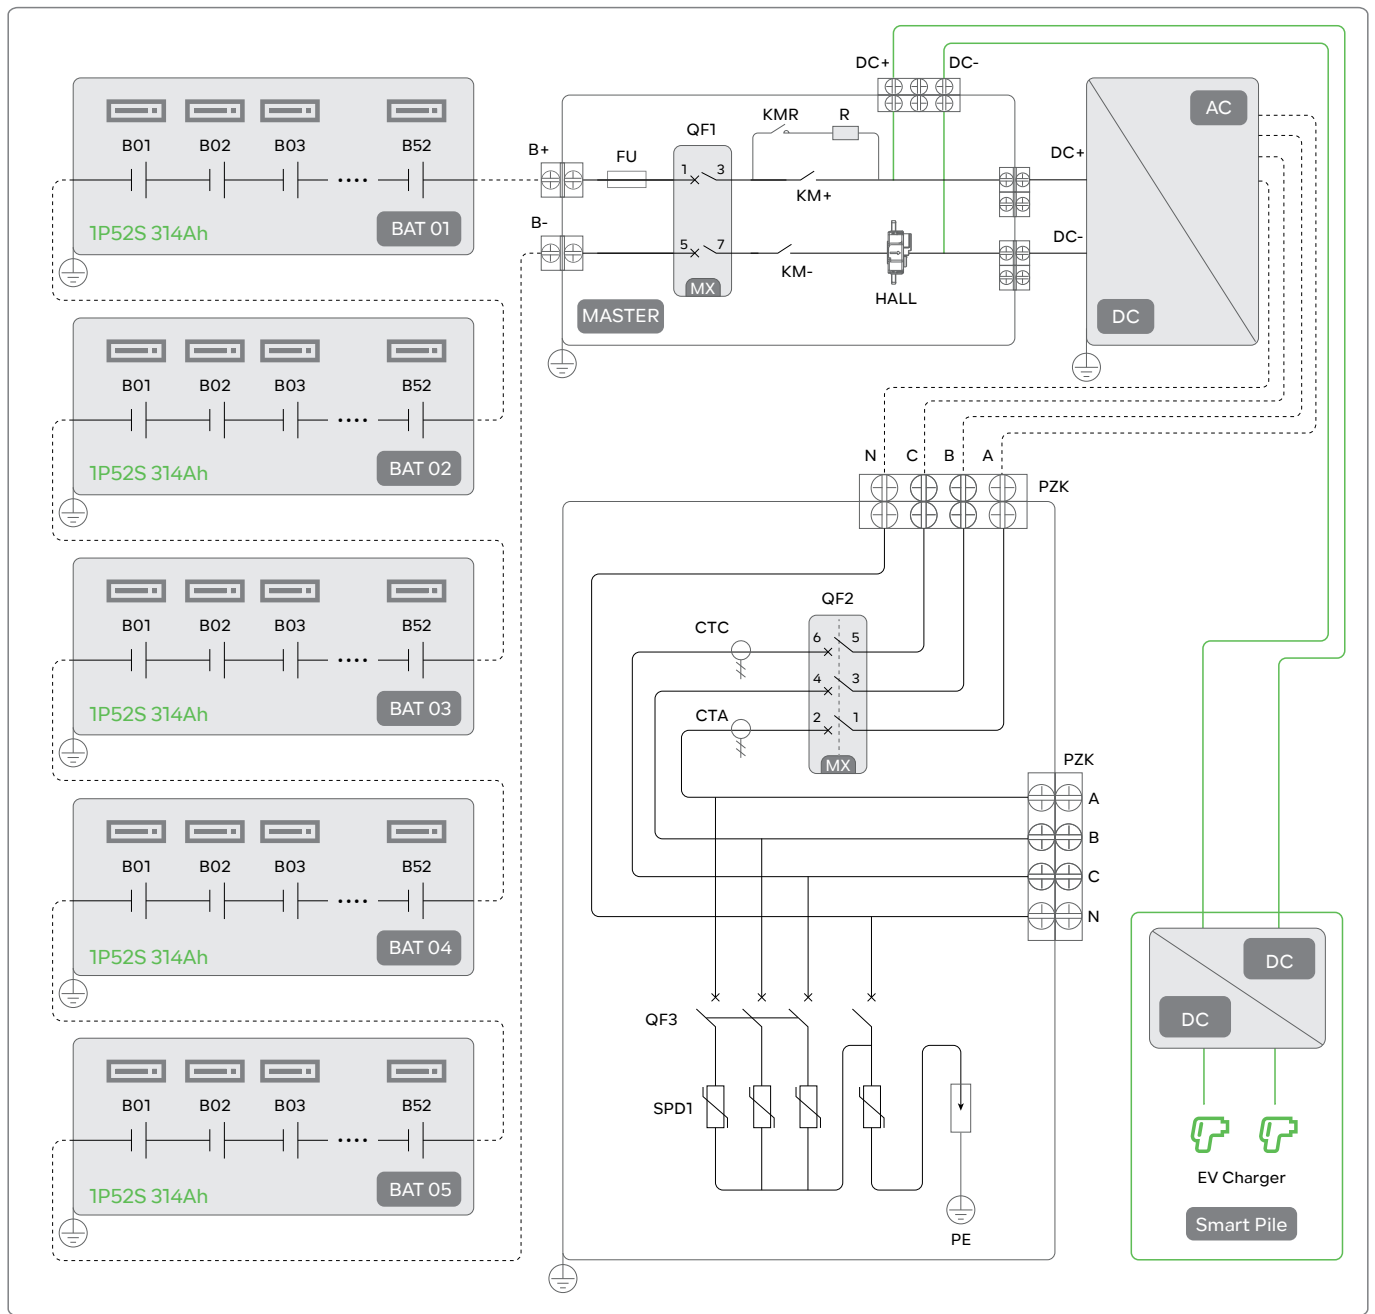 DC+ DC-
B01 B02 B03 B52
1P52S 314Ah
BAT 01
B+
B-
FU
QF1
1 3
5 7
MX
KMR R
KM+
KM-
HALL
MASTER
DC+
DC-
AC
DC
B01 B02 B03 B52
1P52S 314Ah
BAT 02
B01 B02 B03 B52
1P52S 314Ah
BAT 03
B01 B02 B03 B52
1P52S 314Ah
BAT 04
B01 B02 B03 B52
1P52S 314Ah
BAT 05
N C B A
PZK
QF2
CTC
6 5
4 3
CTA
2 1
MX
PZK
A
B
C
N
QF3
SPD1
PE
DC
DC
EV Charger
Smart Pile